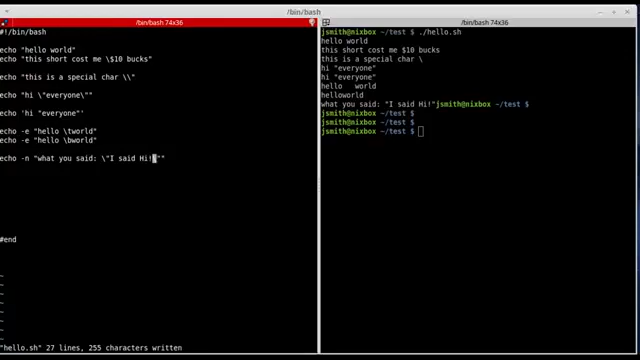 /bin/bash
/bin/bash 74x36
#!/bin/bash
echo "hello world"
echo "this short cost me \$10 bucks"
echo "this is a special char \\"
echo "hi \"everyone\""
echo 'hi "everyone"'
echo -e "hello \tworld"
echo -e "hello \bworld"
echo -n "what you said: \"I said Hi!\""
#end
~
~
~
~
~
~
~
"hello.sh" 27 lines, 255 characters written
/bin/bash 74x36
jsmith@nixbox ~/test $ ./hello.sh
hello world
this short cost me $10 bucks
this is a special char \
hi "everyone"
hi "everyone"
hello   world
helloworld
what you said: "I said Hi!"jsmith@nixbox ~/test $
jsmith@nixbox ~/test $
jsmith@nixbox ~/test $
jsmith@nixbox ~/test $